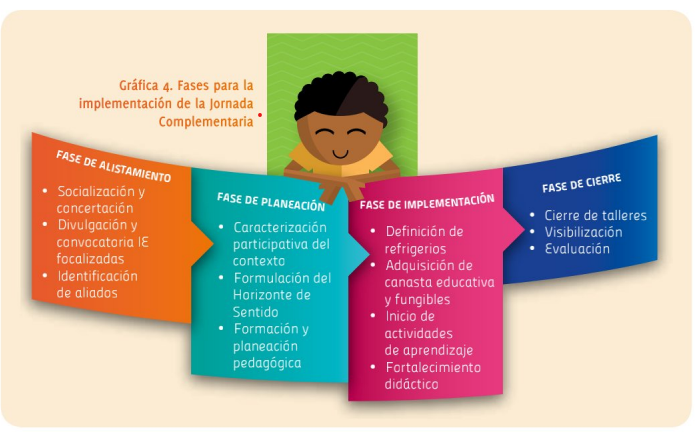 Gráfica 4. Fases para la
implementación de la Jornada
Complementaria
FASE DE ALISTAMIENTO
• Socialización y
concertación
• Divulgación y
convocatoria IE
focalizadas
• Identificación
de aliados
FASE DE PLANEACIÓN
• Caracterización
participativa del
contexto
• Formulación del
Horizonte de
Sentido
• Formación y
planeación
pedagógica
FASE DE IMPLEMENTACIÓN
• Definición de
refrigerios
• Adquisición de
canasta educativa
y fungibles
• Inicio de
actividades
de aprendizaje
• Fortalecimiento
didáctico
FASE DE CIERRE
• Cierre de talleres
• Visibilización
• Evaluación